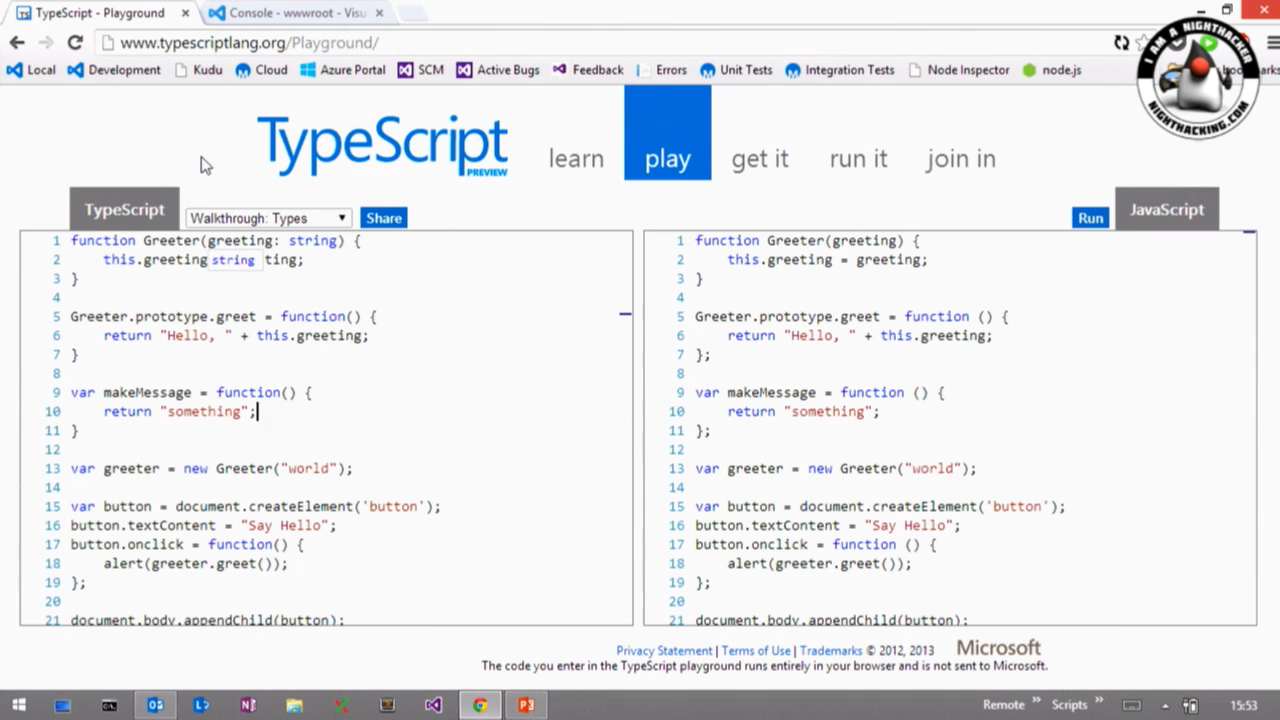 TypeScript - Playground
Console - wwwroot - Visu
www.typescriptlang.org/Playground/
Local Development Kudu Cloud Azure Portal SCM Active Bugs Feedback Errors Unit Tests Integration Tests Node Inspector node.js
I AM A NIGHTHACKER
NIGHTHACKING.COM
TypeScript
PREVIEW
learn play get it run it join in
TypeScript Walkthrough: Types Share
Run JavaScript
1 function Greeter(greeting: string) {
2 this.greeting string ting;
3 }
4
5 Greeter.prototype.greet = function() {
6 return "Hello, " + this.greeting;
7 }
8
9 var makeMessage = function() {
10 return "something";
11 }
12
13 var greeter = new Greeter("world");
14
15 var button = document.createElement('button');
16 button.textContent = "Say Hello";
17 button.onclick = function() {
18 alert(greeter.greet());
19 };
20
21 document.body.appendChild(button);
1 function Greeter(greeting) {
2 this.greeting = greeting;
3 }
4
5 Greeter.prototype.greet = function () {
6 return "Hello, " + this.greeting;
7 };
8
9 var makeMessage = function () {
10 return "something";
11 };
12
13 var greeter = new Greeter("world");
14
15 var button = document.createElement('button');
16 button.textContent = "Say Hello";
17 button.onclick = function () {
18 alert(greeter.greet());
19 };
20
21 document.body.appendChild(button);
Privacy Statement | Terms of Use | Trademarks © 2012, 2013 Microsoft
The code you enter in the TypeScript playground runs entirely in your browser and is not sent to Microsoft.
Remote » Scripts » 15:53